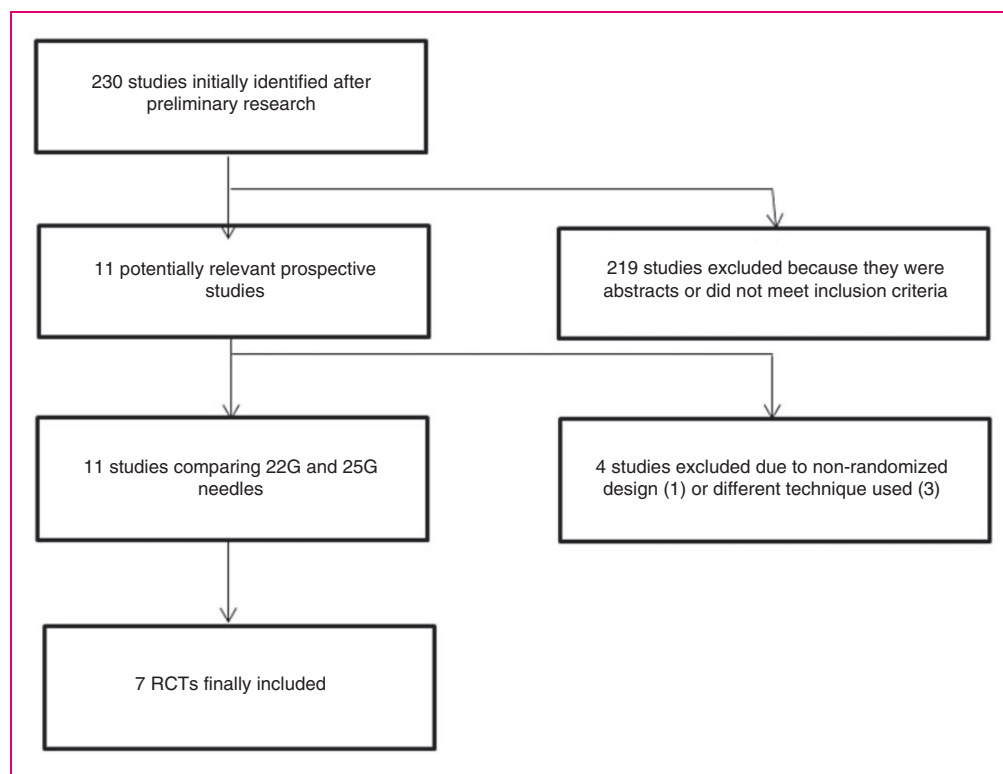 230 studies initially identified after
preliminary research
11 potentially relevant prospective
studies
219 studies excluded because they were
abstracts or did not meet inclusion criteria
11 studies comparing 22G and 25G
needles
4 studies excluded due to non-randomized
design (1) or different technique used (3)
7 RCTs finally included